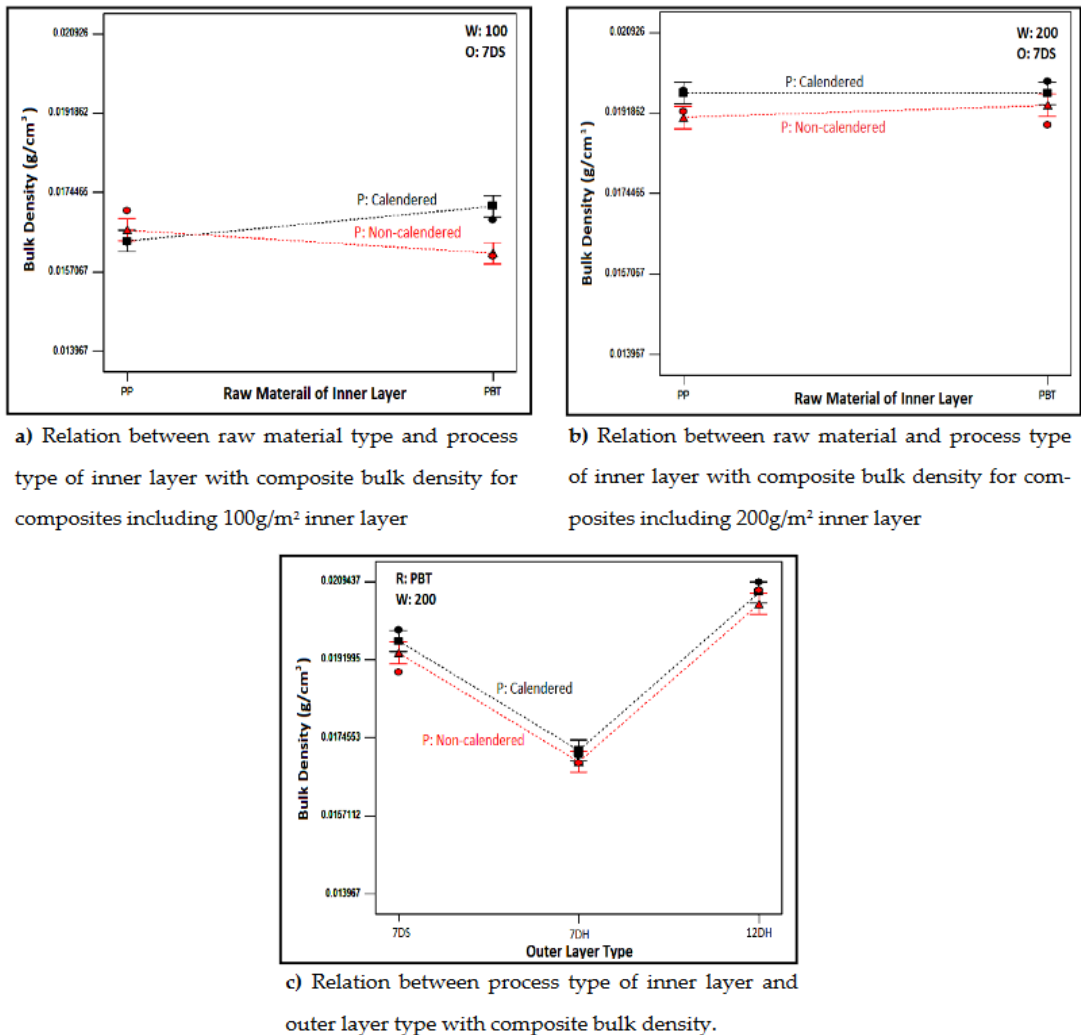 0.020926
W: 100
O: 7DS
0.0191862
Bulk Density (g/cm³)
0.0174465
P: Calendered
P: Non-calendered
0.0157067
0.013967
PP
Raw Materail of Inner Layer
PBT
a) Relation between raw material type and process
type of inner layer with composite bulk density for
composites including 100g/m² inner layer
0.020926
W: 200
O: 7DS
P: Calendered
0.0191862
P: Non-calendered
Bulk Density (g/cm³)
0.0174465
0.0157057
0.013967
PP
Raw Material of Inner Layer
PBT
b) Relation between raw material and process type
of inner layer with composite bulk density for com-
posites including 200g/m² inner layer
0.0209437
R: PBT
W: 200
0.0191995
Bulk Density (g/cm³)
P: Calendered
0.0174553
P: Non-calendered
0.0157112
0.013967
7DS
7DH
12DH
Outer Layer Type
c) Relation between process type of inner layer and
outer layer type with composite bulk density.